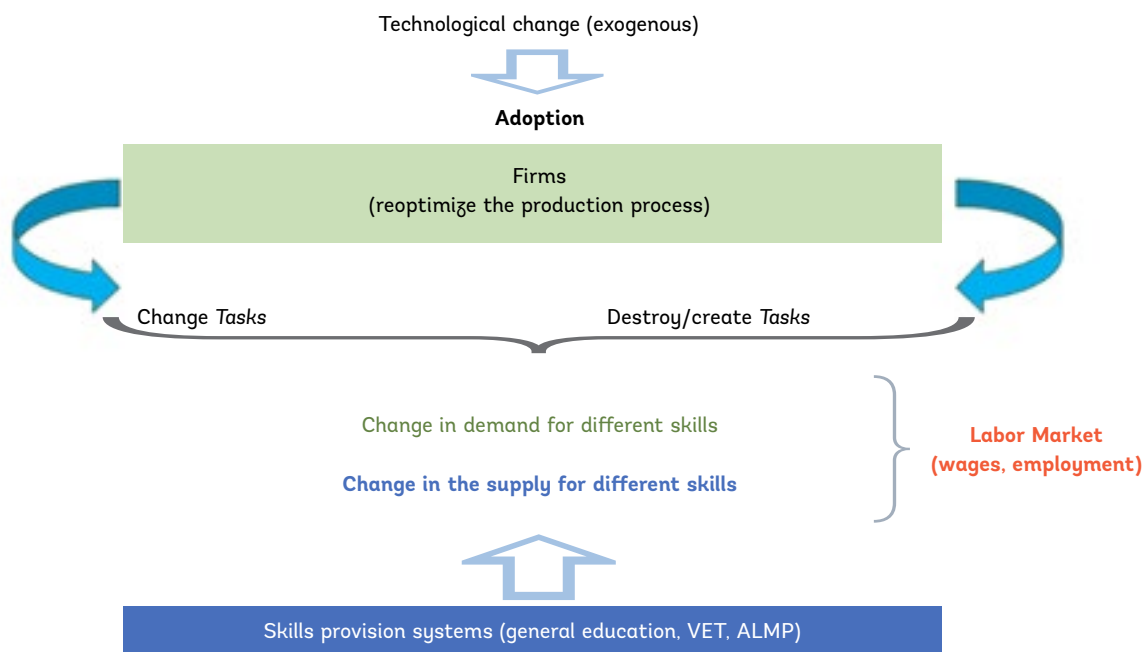 Technological change (exogenous)
Adoption
Firms
(reoptimize the production process)
Change Tasks
Destroy/create Tasks
Change in demand for different skills
Change in the supply for different skills
Labor Market
(wages, employment)
Skills provision systems (general education, VET, ALMP)